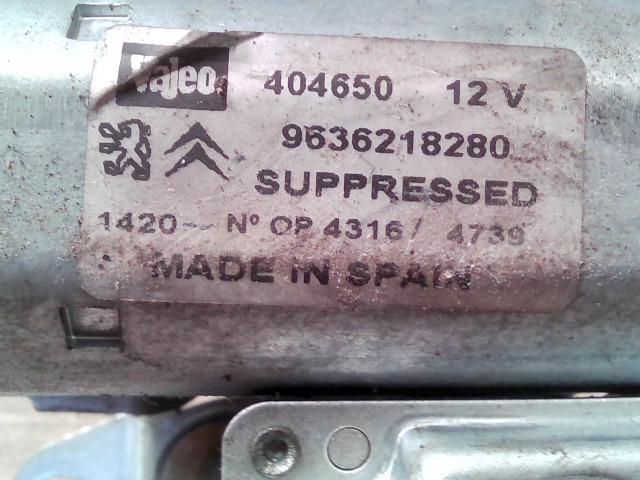 Valeo 404650 12 V
9636218280
SUPPRESSED
1420~ N° OP 4316/ 4739
MADE IN SPAIN